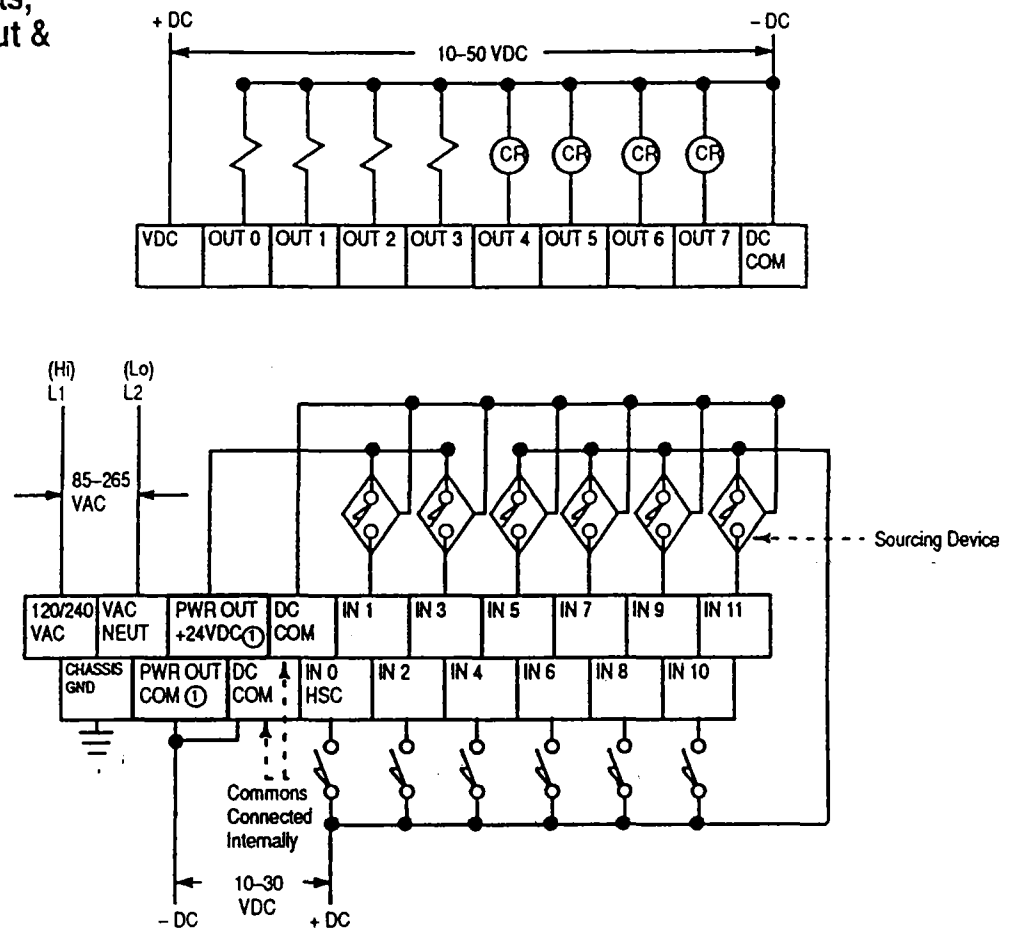 ut &
+ DC
– DC
10–50 VDC
CR CR CR CR
VDC OUT 0 OUT 1 OUT 2 OUT 3 OUT 4 OUT 5 OUT 6 OUT 7 DC
COM
(Hi)
L1
(Lo)
L2
85–265
VAC
Sourcing Device
120/240
VAC
VAC
NEUT
PWR OUT
+24VDC①
DC
COM
IN 1 IN 3 IN 5 IN 7 IN 9 IN 11
CHASSIS
GND
PWR OUT
COM ①
DC
COM
IN 0
HSC
IN 2 IN 4 IN 6 IN 8 IN 10
Commons
Connected
Internally
10–30
VDC
– DC
+ DC